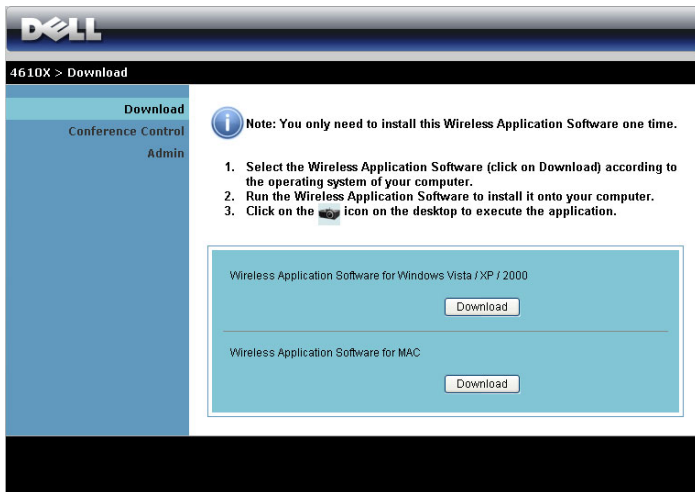 DELL
4610X > Download
Download
Conference Control
Admin
Note: You only need to install this Wireless Application Software one time.
1. Select the Wireless Application Software (click on Download) according to
the operating system of your computer.
2. Run the Wireless Application Software to install it onto your computer.
3. Click on the icon on the desktop to execute the application.
Wireless Application Software for Windows Vista / XP / 2000
Download
Wireless Application Software for MAC
Download